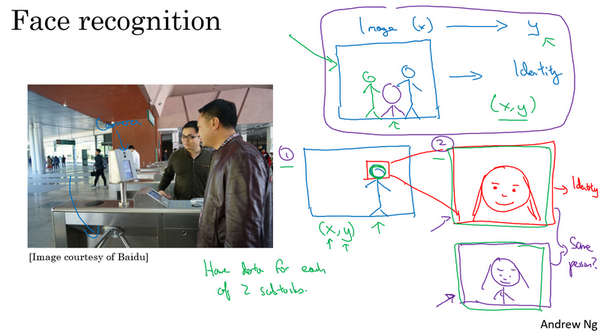 Face recognition
Image (x) → y
Identity
(x, y)
Camera
1
2
(x, y)
Identity
Same
person?
[Image courtesy of Baidu]
Have data for each
of 2 subtasks.
Andrew Ng